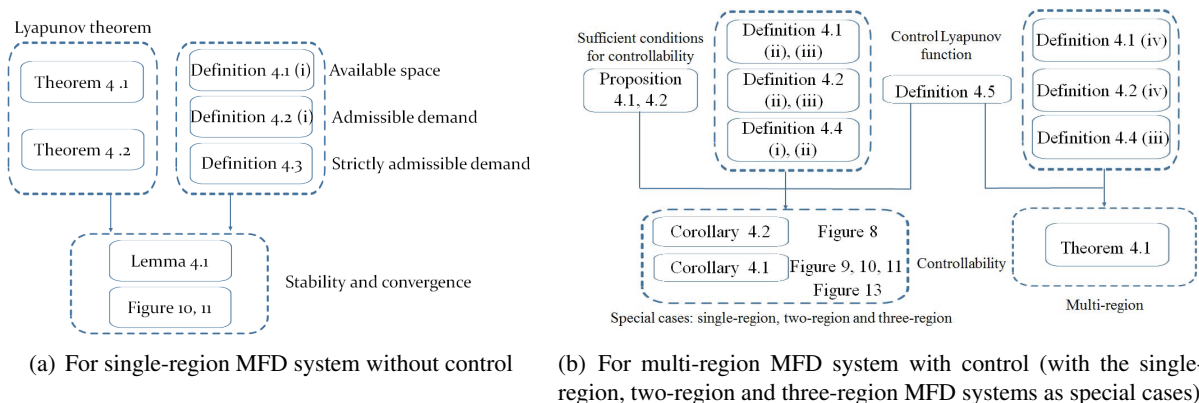 Lyapunov theorem
Theorem 4 .1
Theorem 4 .2
Definition 4.1 (i)
Available space
Definition 4.2 (i)
Admissible demand
Definition 4.3
Strictly admissible demand
Lemma 4.1
Figure 10, 11
Stability and convergence
(a) For single-region MFD system without control
Sufficient conditions
for controllability
Proposition
4.1, 4.2
Definition 4.1
(ii), (iii)
Definition 4.2
(ii), (iii)
Definition 4.4
(i), (ii)
Control Lyapunov
function
Definition 4.5
Definition 4.1 (iv)
Definition 4.2 (iv)
Definition 4.4 (iii)
Corollary 4.2
Figure 8
Corollary 4.1
Figure 9, 10, 11
Figure 13
Controllability
Theorem 4.1
Special cases: single-region, two-region and three-region
Multi-region
(b) For multi-region MFD system with control (with the single-
region, two-region and three-region MFD systems as special cases)